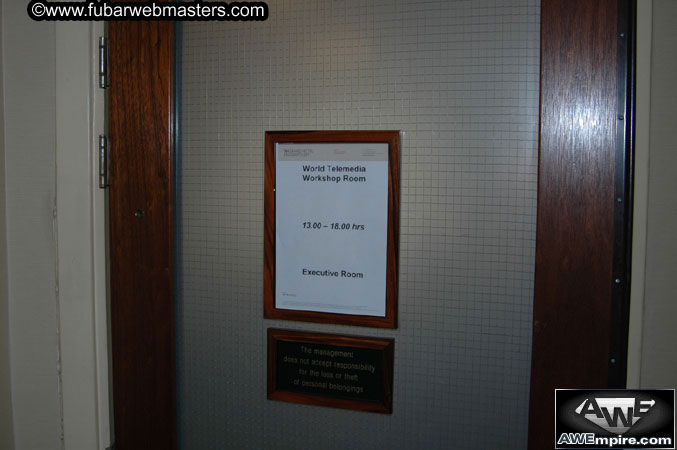 ©www.fubarwebmasters.com
World Telemedia
Workshop Room
13.00 – 18.00 hrs
Executive Room
The management
does not accept responsibility
for the loss or theft
of personal belongings
AWE
AWEmpire.com